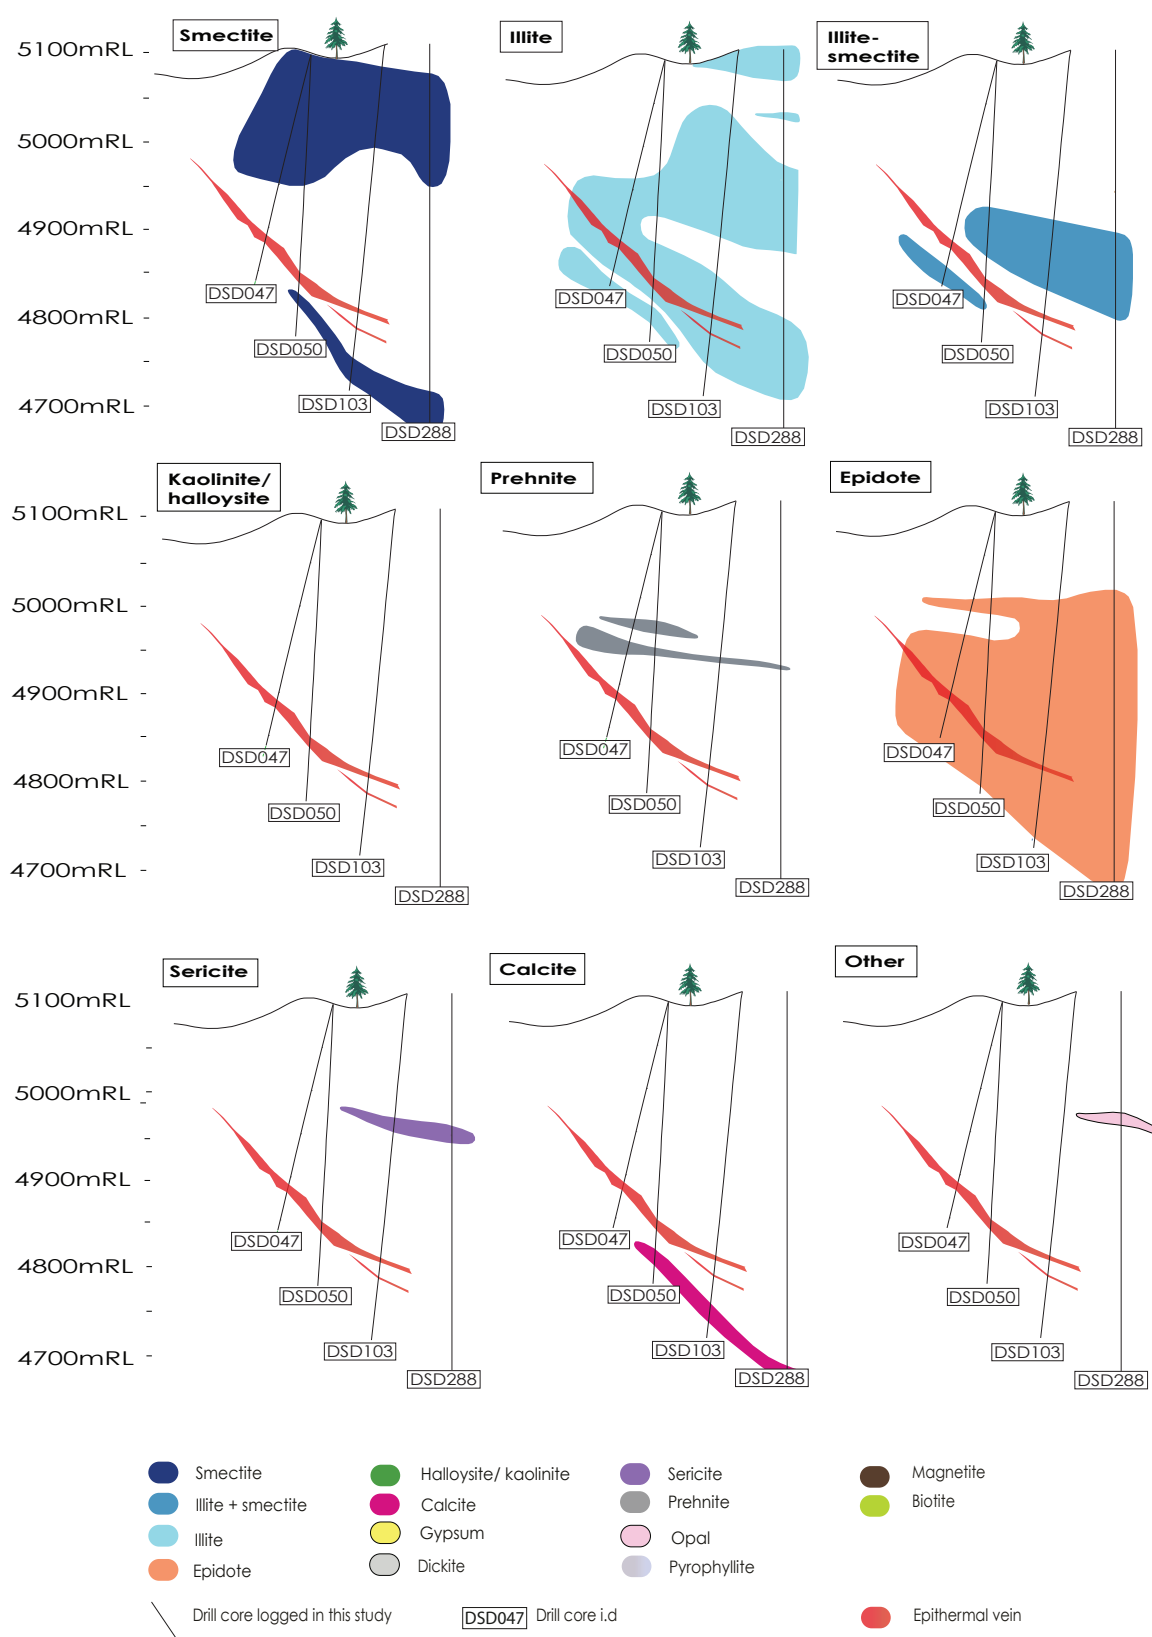 Smectite
Illite
Illite-
smectite
5100mRL
5000mRL
4900mRL
4800mRL
4700mRL
DSD047
DSD050
DSD103
DSD288
DSD047
DSD050
DSD103
DSD288
DSD047
DSD050
DSD103
DSD288
Kaolinite/
halloysite
Prehnite
Epidote
5100mRL
5000mRL
4900mRL
4800mRL
4700mRL
DSD047
DSD050
DSD103
DSD288
DSD047
DSD050
DSD103
DSD288
DSD047
DSD050
DSD103
DSD288
Sericite
Calcite
Other
5100mRL
5000mRL
4900mRL
4800mRL
4700mRL
DSD047
DSD050
DSD103
DSD288
DSD047
DSD050
DSD103
DSD288
DSD047
DSD050
DSD103
DSD288
Smectite
Illite + smectite
Illite
Epidote
Halloysite/ kaolinite
Calcite
Gypsum
Dickite
Sericite
Prehnite
Opal
Pyrophyllite
Magnetite
Biotite
Drill core logged in this study
DSD047 Drill core i.d
Epithermal vein